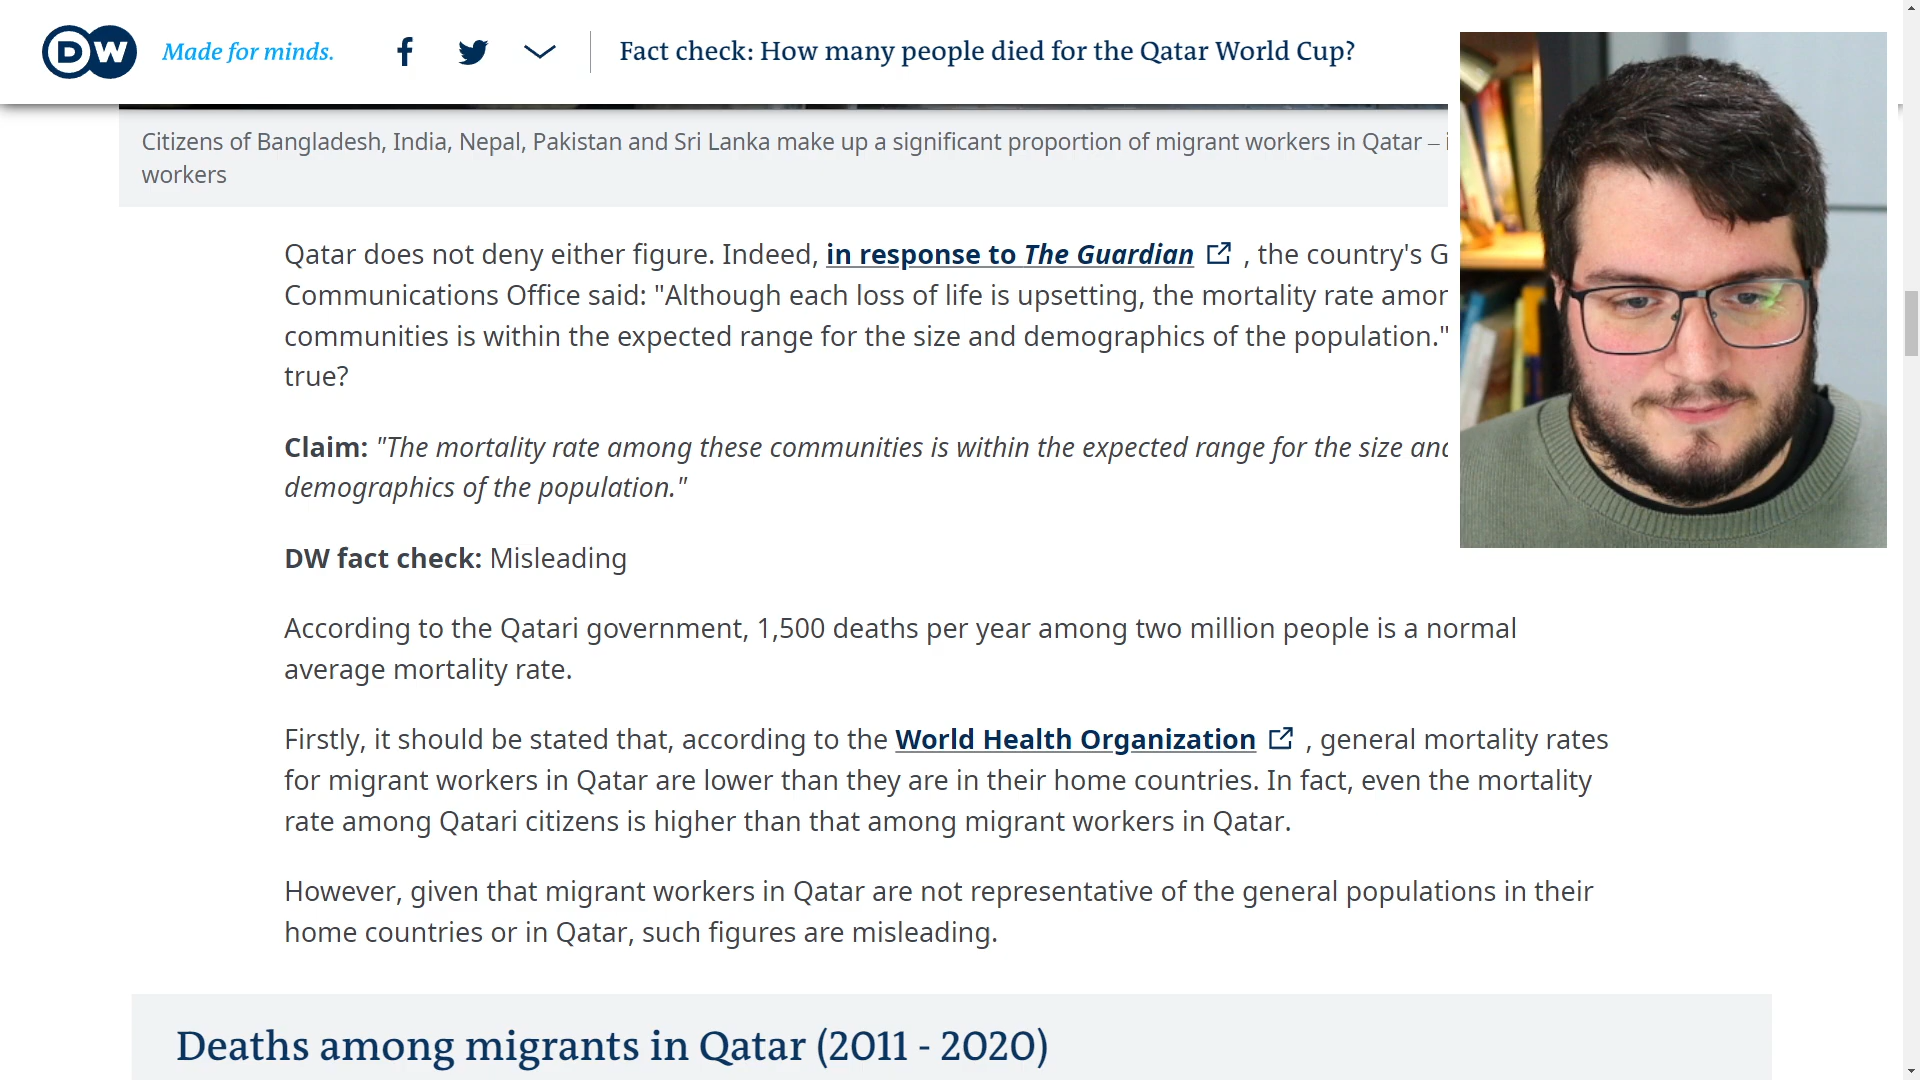 DW Made for minds. Fact check: How many people died for the Qatar World Cup?
Citizens of Bangladesh, India, Nepal, Pakistan and Sri Lanka make up a significant proportion of migrant workers in Qatar –
workers
Qatar does not deny either figure. Indeed, in response to The Guardian , the country's G
Communications Office said: "Although each loss of life is upsetting, the mortality rate amor
communities is within the expected range for the size and demographics of the population."
true?
Claim: "The mortality rate among these communities is within the expected range for the size and
demographics of the population."
DW fact check: Misleading
According to the Qatari government, 1,500 deaths per year among two million people is a normal
average mortality rate.
Firstly, it should be stated that, according to the World Health Organization , general mortality rates
for migrant workers in Qatar are lower than they are in their home countries. In fact, even the mortality
rate among Qatari citizens is higher than that among migrant workers in Qatar.
However, given that migrant workers in Qatar are not representative of the general populations in their
home countries or in Qatar, such figures are misleading.
Deaths among migrants in Qatar (2011 - 2020)